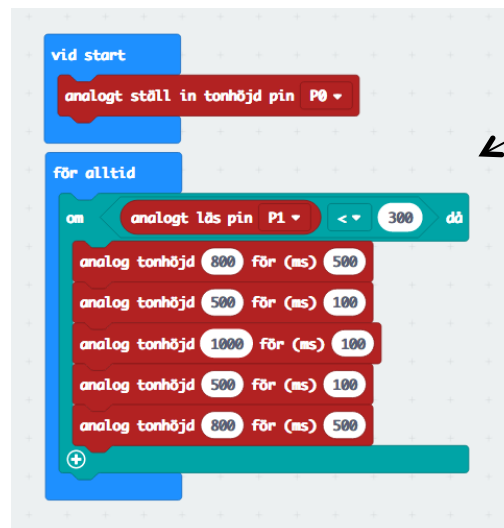 vid start
analogt ställ in tonhöjd pin P0
för alltid
om analogt läs pin P1 < 300 då
analog tonhöjd 800 för (ms) 500
analog tonhöjd 500 för (ms) 100
analog tonhöjd 1000 för (ms) 100
analog tonhöjd 500 för (ms) 100
analog tonhöjd 800 för (ms) 500